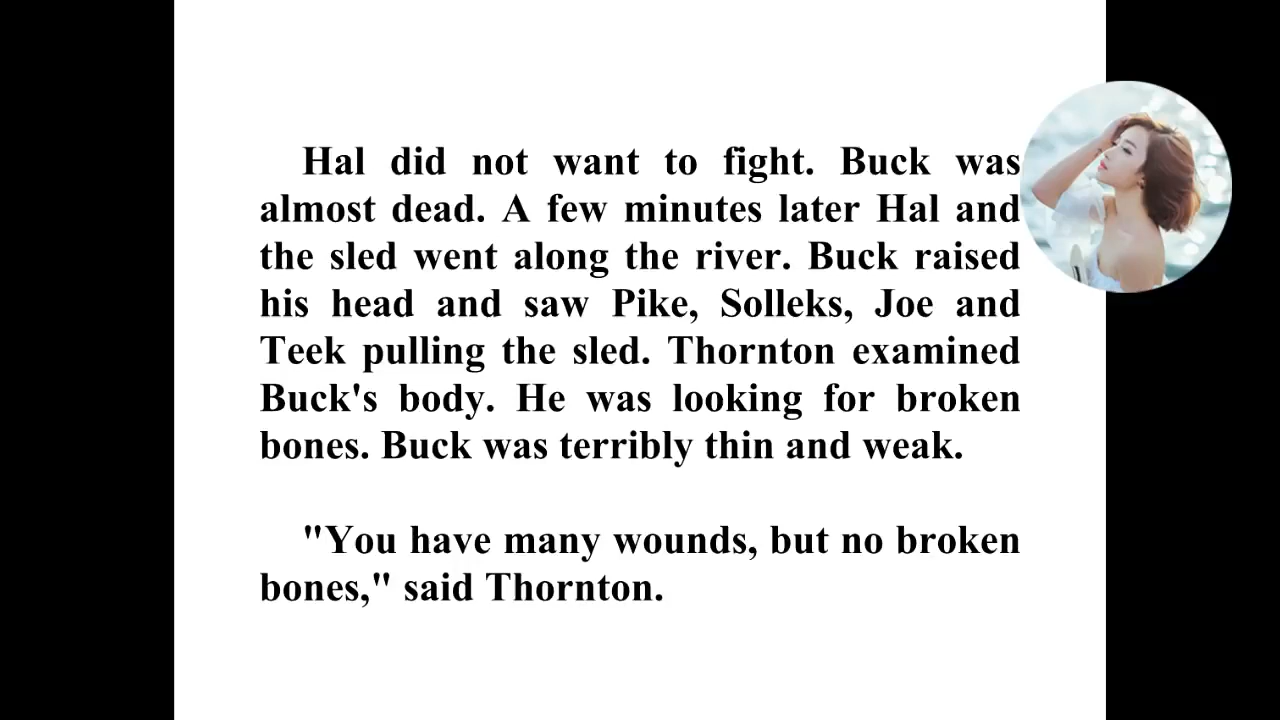 Hal did not want to fight. Buck was
almost dead. A few minutes later Hal and
the sled went along the river. Buck raised
his head and saw Pike, Solleks, Joe and
Teek pulling the sled. Thornton examined
Buck's body. He was looking for broken
bones. Buck was terribly thin and weak.
"You have many wounds, but no broken
bones," said Thornton.